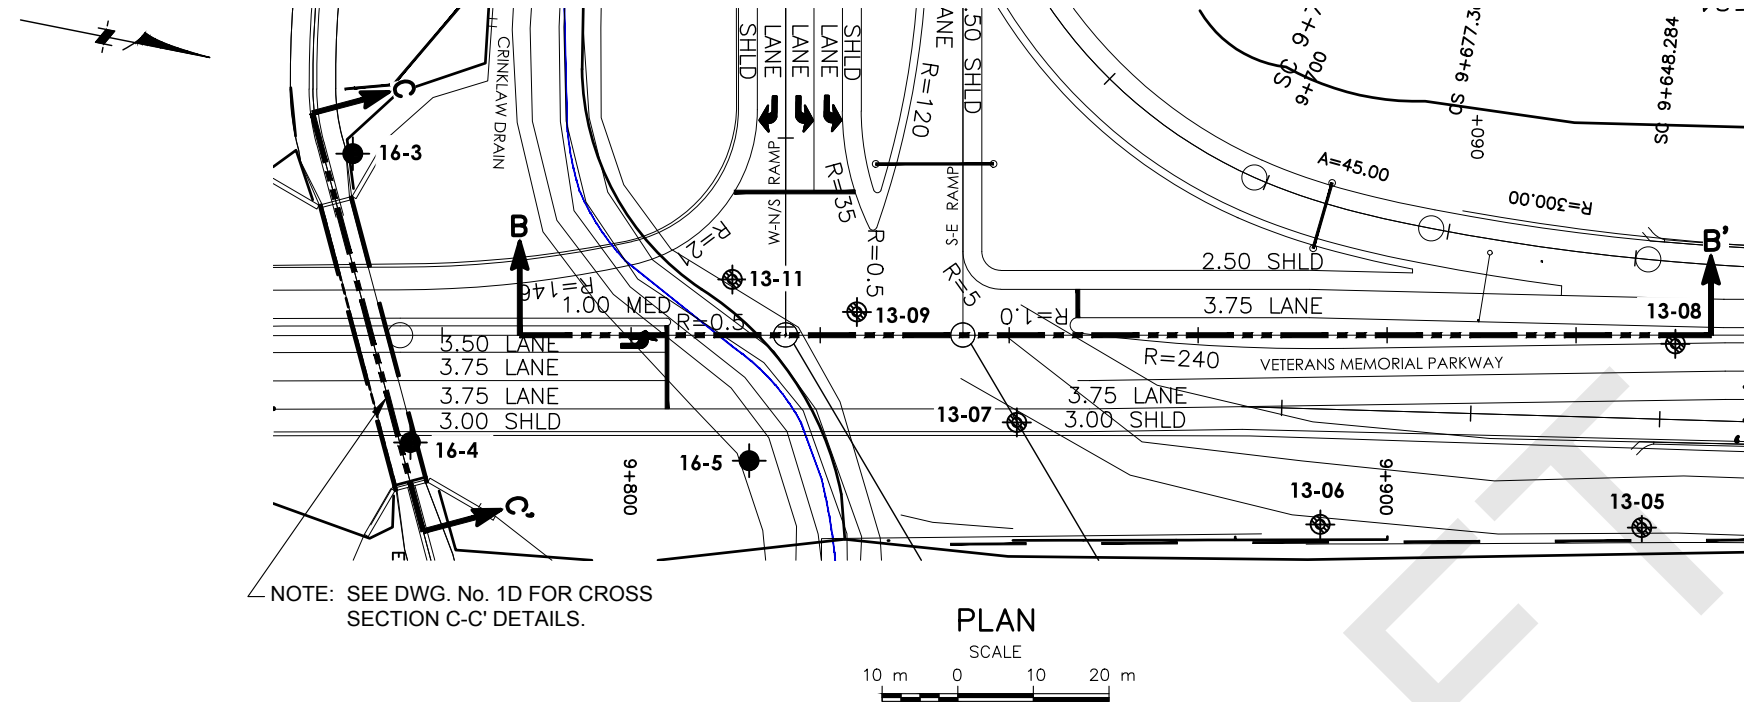 CRINKLAW DRAIN
SHLD
LANE
LANE
LANE
SHLD
LANE
.50 SHLD
R=120
SC 9+
9+700
CS 9+677.3
060+
SC 9+648.284
C
16-3
W-N/S RAMP
R=35
S-E RAMP
A=45.00
R=300.00
B
B'
R=2
13-11
R=0.5
R=5
2.50 SHLD
R=146
1.00 MED
R=0.5
13-09
R=1.0
3.75 LANE
13-08
3.50 LANE
3.75 LANE
3.75 LANE
3.00 SHLD
R=240
VETERANS MEMORIAL PARKWAY
3.75 LANE
3.00 SHLD
13-07
16-4
16-5
9+800
13-06
9+900
13-05
C'
E
NOTE: SEE DWG. No. 1D FOR CROSS
SECTION C-C' DETAILS.
PLAN
SCALE
10 m 0 10 20 m